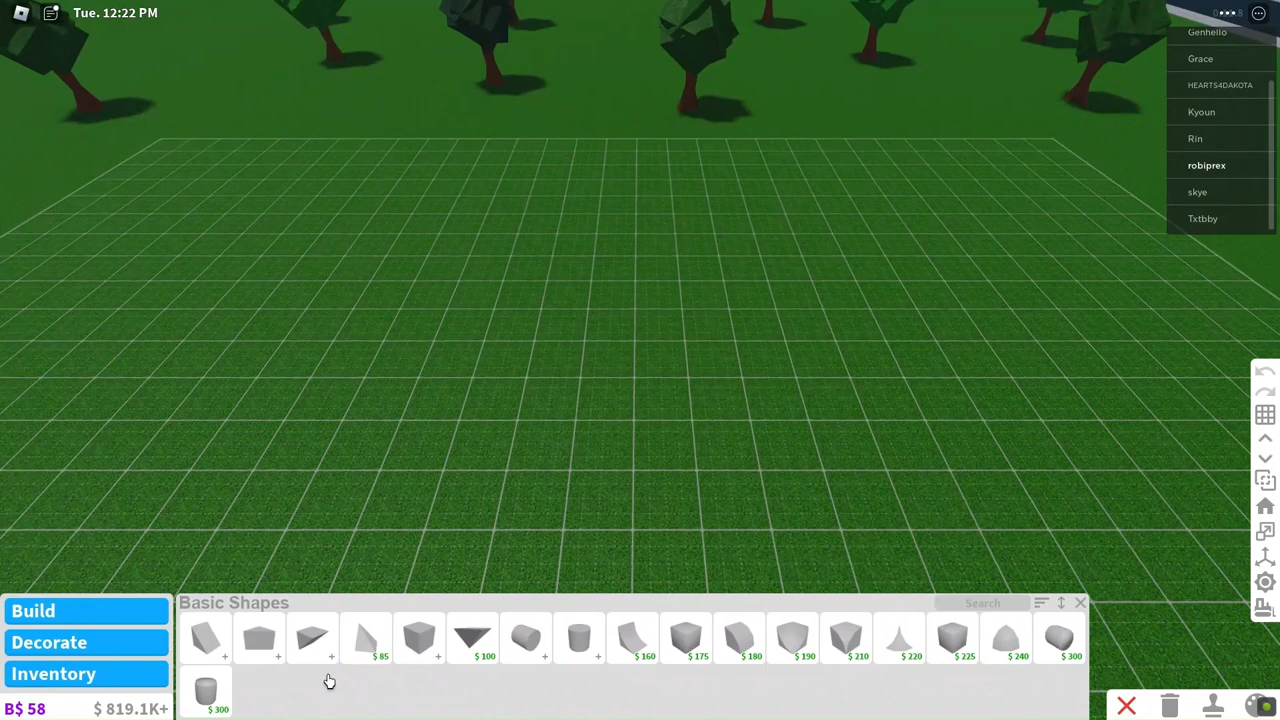 Tue. 12:22 PM
Genhello
Grace
HEARTS4DAKOTA
Kyoun
Rin
robiprex
skye
Txtbby
Build
Decorate
Inventory
B$ 58
$ 819.1K+
Basic Shapes
Search
+ + + $ 85 + $ 100 + + $ 160 $ 175 $ 180 $ 190 $ 210 $ 220 $ 225 $ 240 $ 300
$ 300